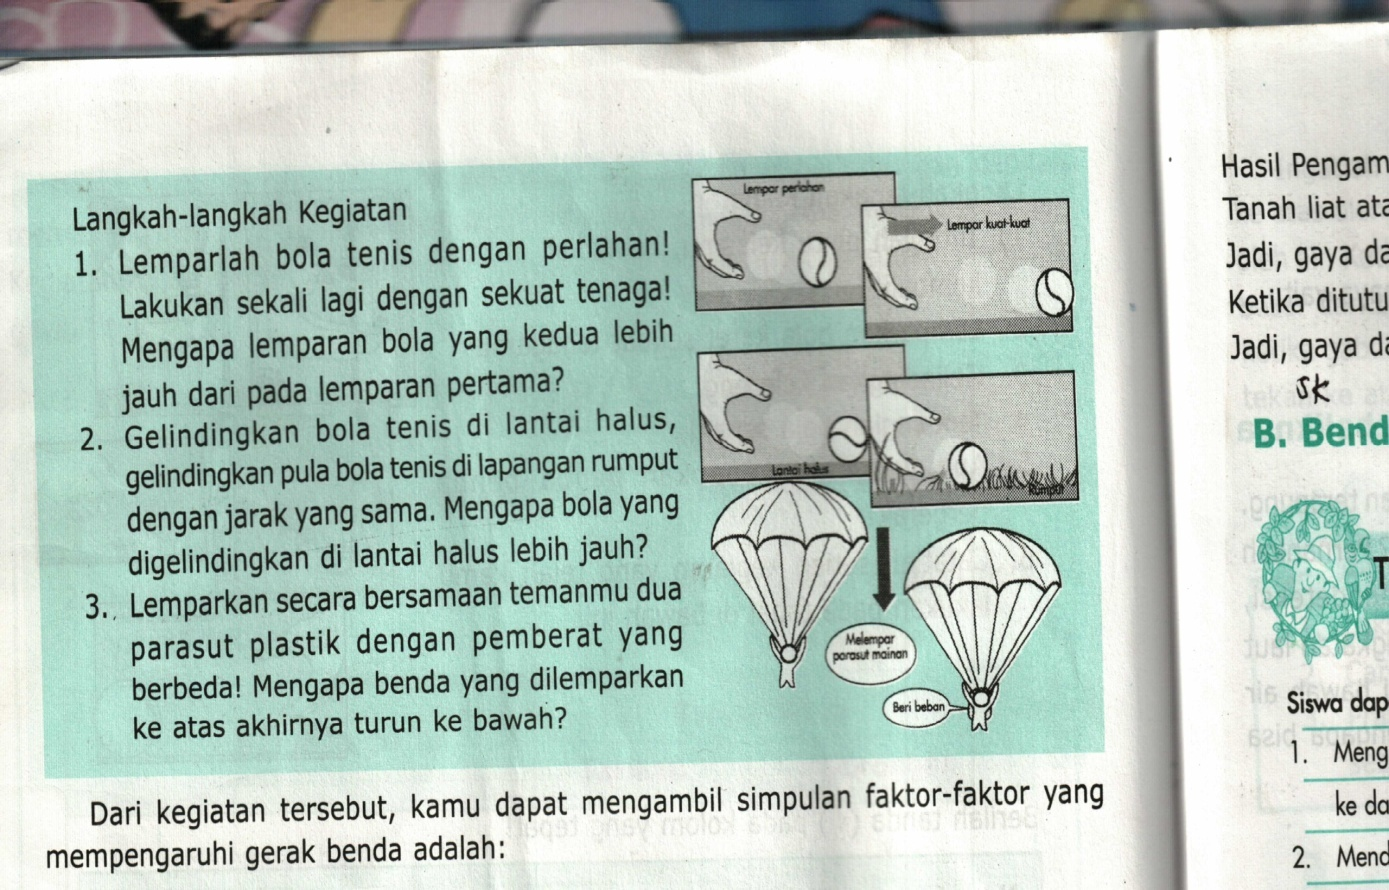 Langkah-langkah Kegiatan
1. Lemparlah bola tenis dengan perlahan!
Lakukan sekali lagi dengan sekuat tenaga!
Mengapa lemparan bola yang kedua lebih
jauh dari pada lemparan pertama?
2. Gelindingkan bola tenis di lantai halus,
gelindingkan pula bola tenis di lapangan rumput
dengan jarak yang sama. Mengapa bola yang
digelindingkan di lantai halus lebih jauh?
3. Lemparkan secara bersamaan temanmu dua
parasut plastik dengan pemberat yang
berbeda! Mengapa benda yang dilemparkan
ke atas akhirnya turun ke bawah?
Lempar perlahan
Lempar kuat-kuat
Lantai halus
Rumput
Melempar
parasut mainan
Beri beban
Dari kegiatan tersebut, kamu dapat mengambil simpulan faktor-faktor yang
mempengaruhi gerak benda adalah:
Hasil Pengam
Tanah liat ata
Jadi, gaya da
Ketika ditutu
Jadi, gaya da
SK
B. Bend
T
Siswa dap
1. Meng
ke da
2. Mend